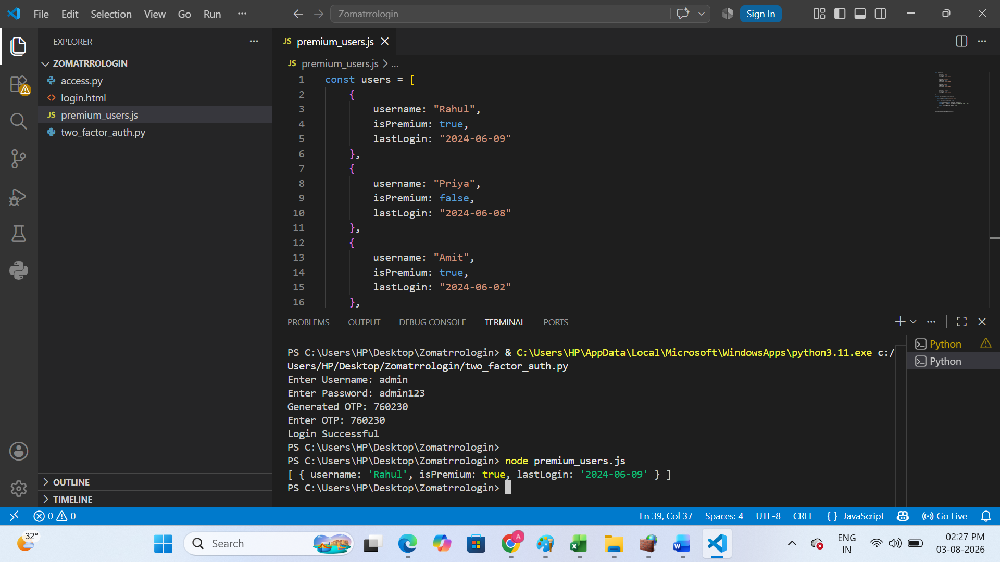 File Edit Selection View Go Run ···
Zomatrrologin
Sign In
EXPLORER
ZOMATRROLOGIN
access.py
login.html
JS premium_users.js
two_factor_auth.py
OUTLINE
TIMELINE
JS premium_users.js
JS premium_users.js > ...
1 const users = [
2 {
3 username: "Rahul",
4 isPremium: true,
5 lastLogin: "2024-06-09"
6 },
7 {
8 username: "Priya",
9 isPremium: false,
10 lastLogin: "2024-06-08"
11 },
12 {
13 username: "Amit",
14 isPremium: true,
15 lastLogin: "2024-06-02"
16 },
PROBLEMS OUTPUT DEBUG CONSOLE TERMINAL PORTS
PS C:\Users\HP\Desktop\Zomatrrologin> & C:\Users\HP\AppData\Local\Microsoft\WindowsApps\python3.11.exe c:/
Users/HP/Desktop/Zomatrrologin/two_factor_auth.py
Enter Username: admin
Enter Password: admin123
Generated OTP: 760230
Enter OTP: 760230
Login Successful
PS C:\Users\HP\Desktop\Zomatrrologin>
PS C:\Users\HP\Desktop\Zomatrrologin> node premium_users.js
[ { username: 'Rahul', isPremium: true, lastLogin: '2024-06-09' } ]
PS C:\Users\HP\Desktop\Zomatrrologin>
Python
Python
0 0 Ln 39, Col 37 Spaces: 4 UTF-8 CRLF { } JavaScript Go Live
32°
Search
A
ENG
IN
02:27 PM
03-08-2026